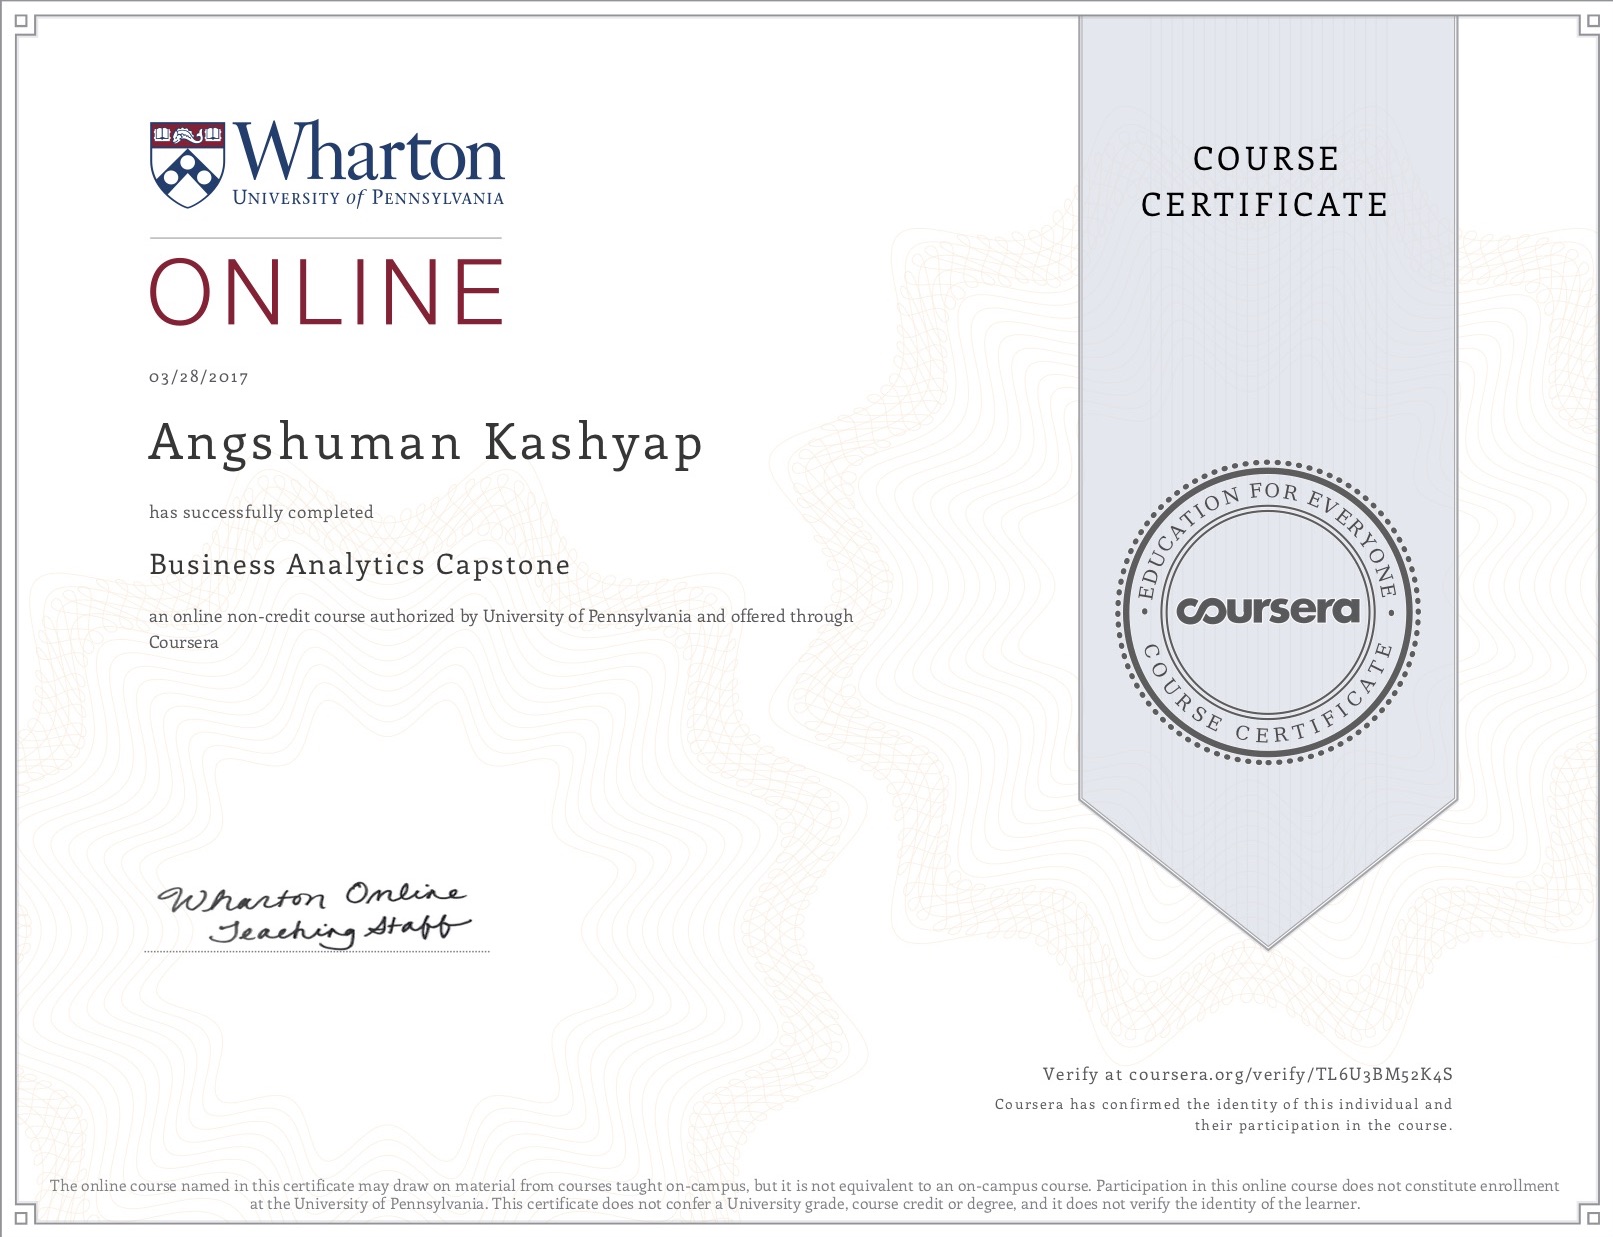 Wharton
UNIVERSITY of PENNSYLVANIA
ONLINE
03/28/2017
Angshuman Kashyap
has successfully completed
Business Analytics Capstone
an online non-credit course authorized by University of Pennsylvania and offered through
Coursera
Wharton Online
Teaching Staff
COURSE
CERTIFICATE
EDUCATION FOR EVERYONE
coursera
COURSE CERTIFICATE
Verify at coursera.org/verify/TL6U3BM52K4S
Coursera has confirmed the identity of this individual and
their participation in the course.
The online course named in this certificate may draw on material from courses taught on-campus, but it is not equivalent to an on-campus course. Participation in this online course does not constitute enrollment
at the University of Pennsylvania. This certificate does not confer a University grade, course credit or degree, and it does not verify the identity of the learner.